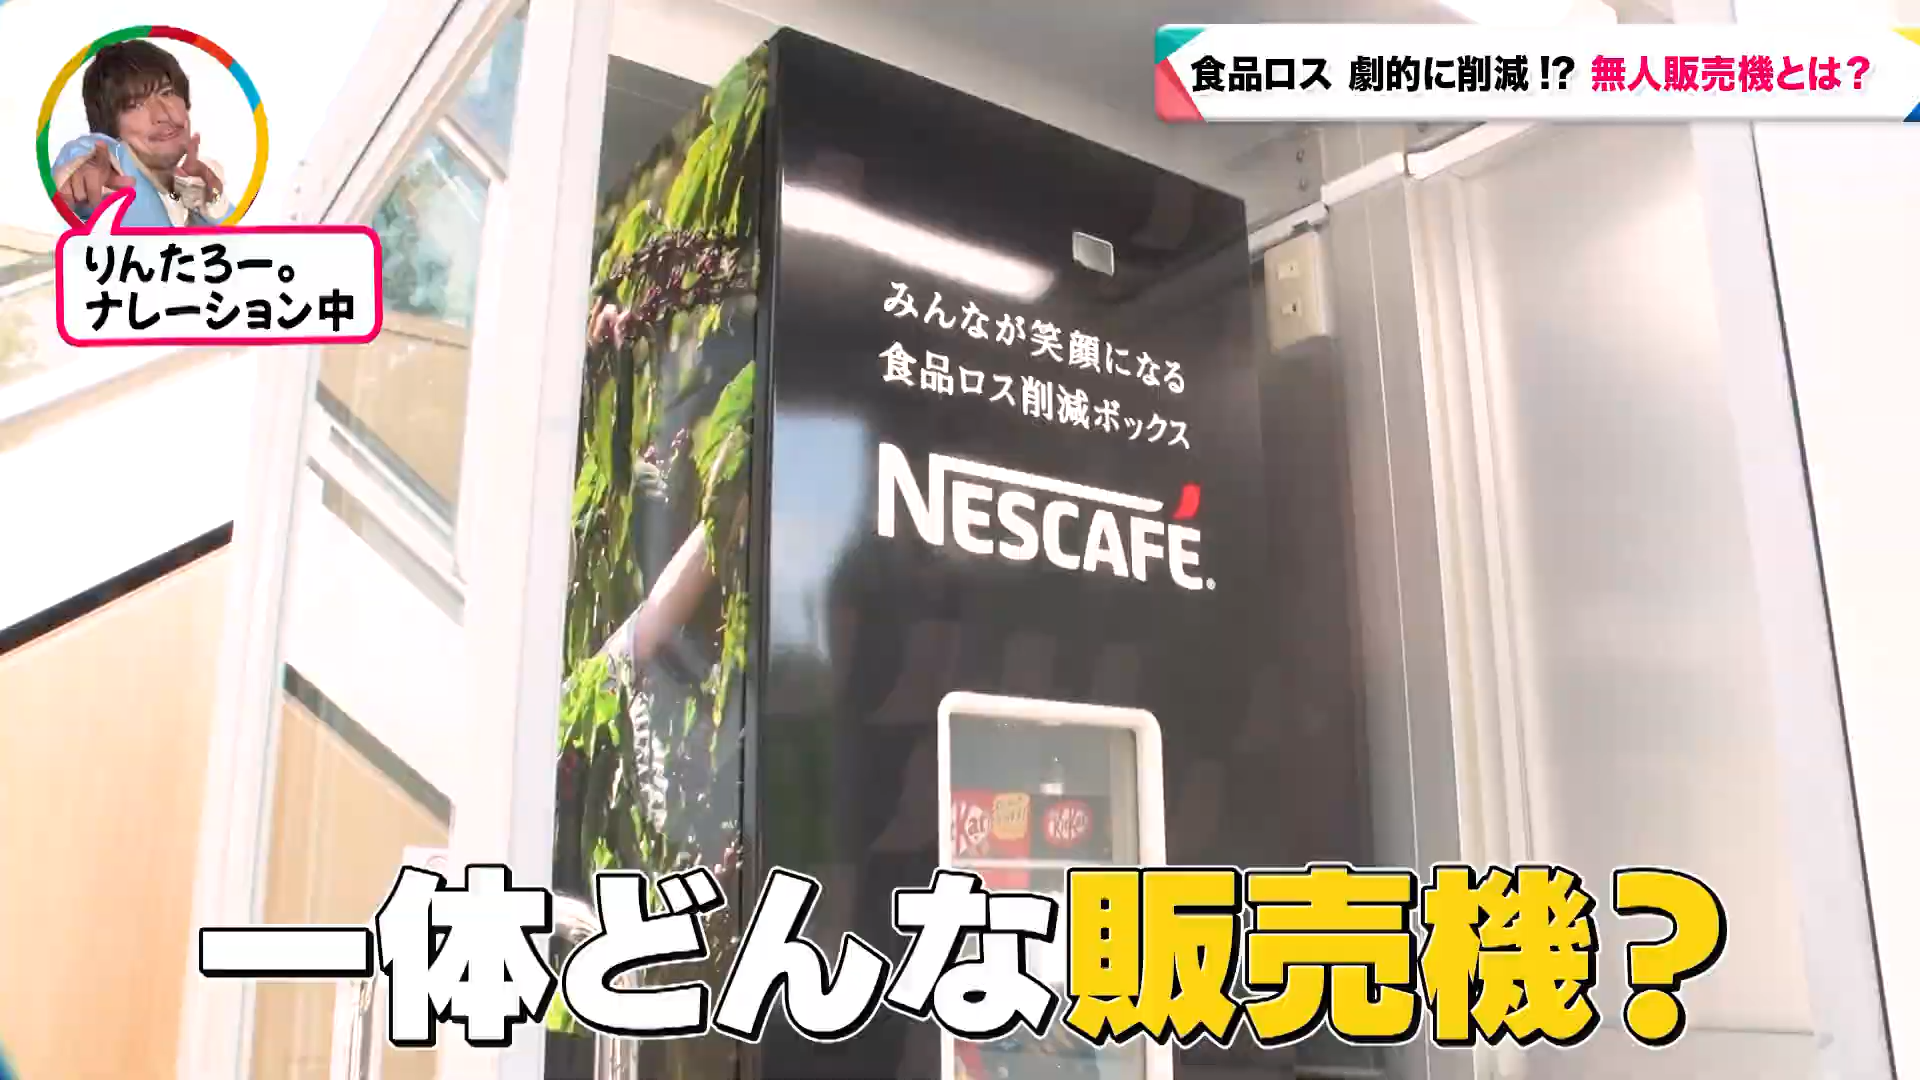 食品ロス 劇的に削減!? 無人販売機とは?
りんたろー。
ナレーション中
みんなが笑顔になる
食品ロス削減ボックス
NESCAFÉ®
KitKat
一体どんな販売機?